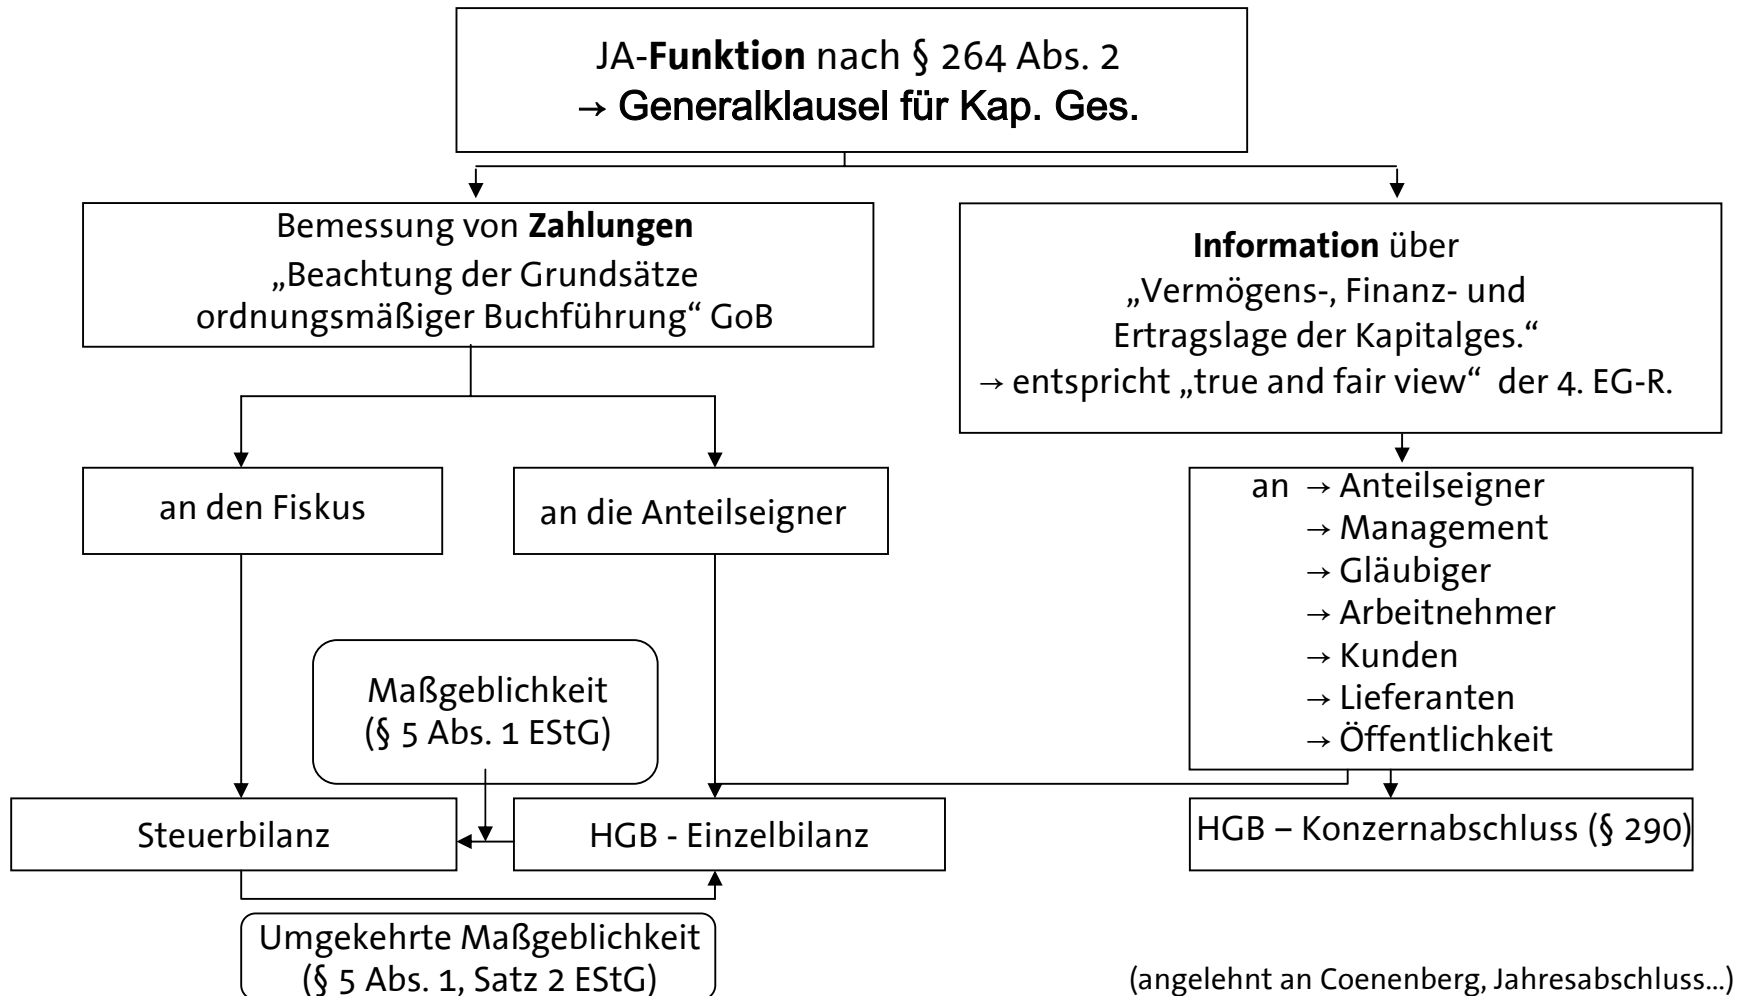 JA-Funktion nach § 264 Abs. 2
→ Generalklausel für Kap. Ges.
Bemessung von Zahlungen
„Beachtung der Grundsätze
ordnungsmäßiger Buchführung“ GoB
Information über
„Vermögens-, Finanz- und
Ertragslage der Kapitalges.“
→ entspricht „true and fair view“ der 4. EG-R.
an den Fiskus
an die Anteilseigner
an → Anteilseigner
→ Management
→ Gläubiger
→ Arbeitnehmer
→ Kunden
→ Lieferanten
→ Öffentlichkeit
Maßgeblichkeit
(§ 5 Abs. 1 EStG)
Steuerbilanz
HGB - Einzelbilanz
HGB – Konzernabschluss (§ 290)
Umgekehrte Maßgeblichkeit
(§ 5 Abs. 1, Satz 2 EStG)
(angelehnt an Coenenberg, Jahresabschluss...)